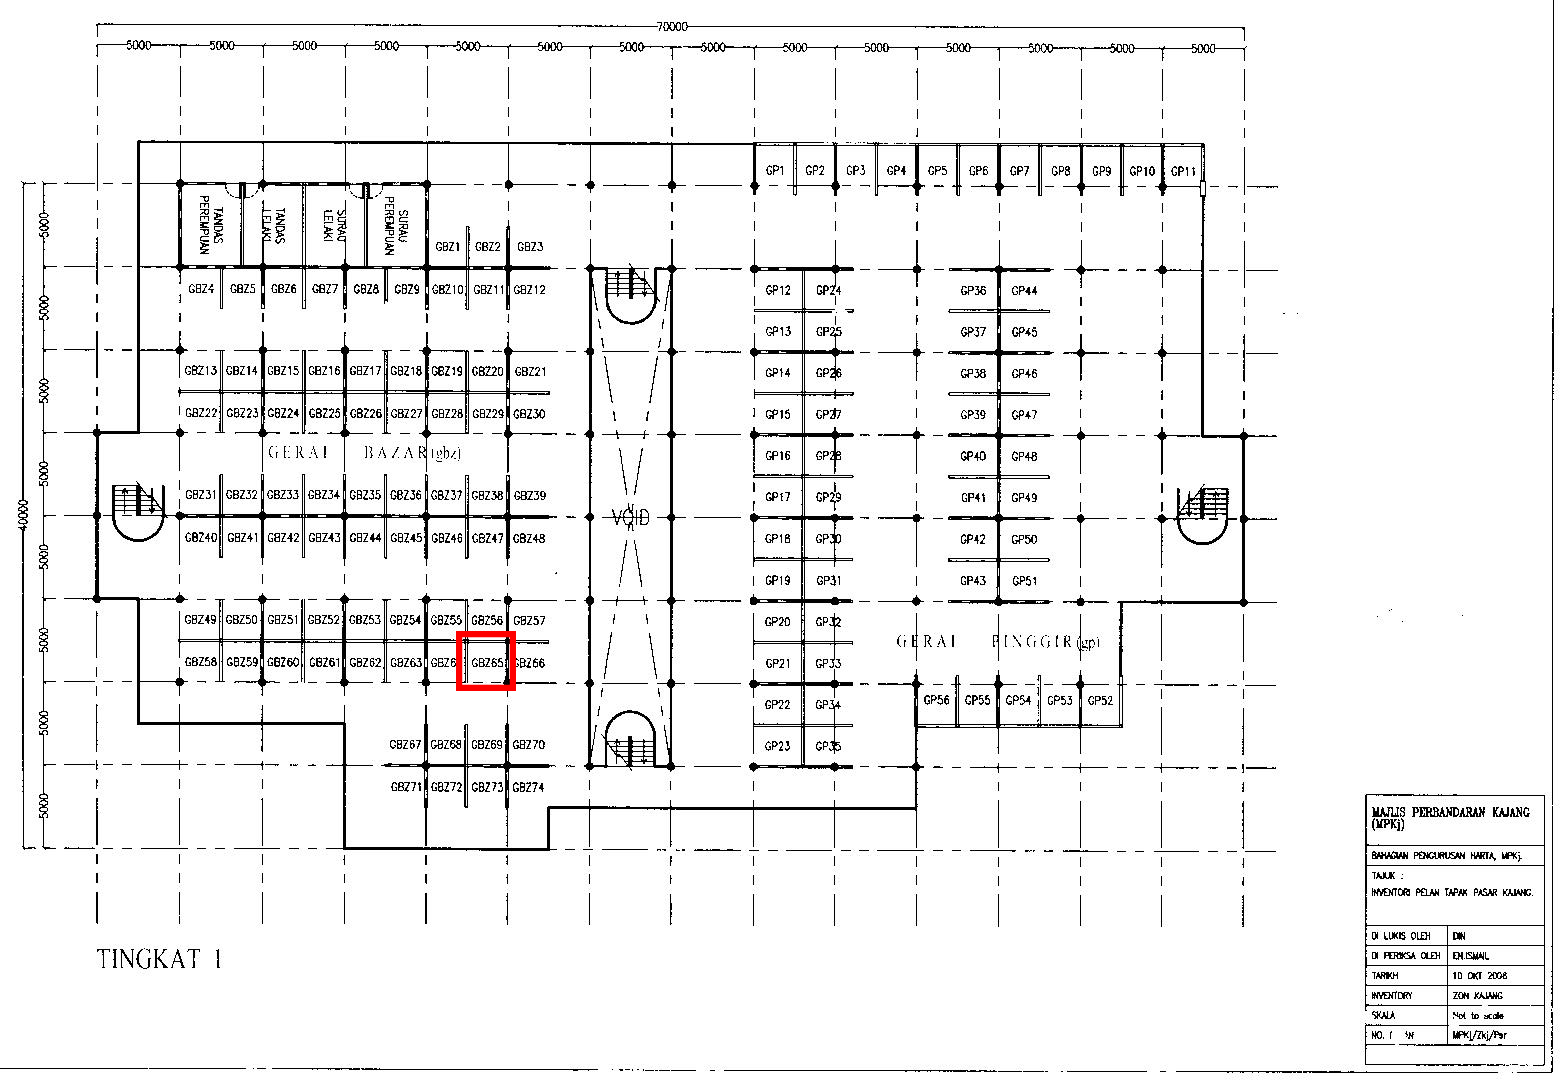 70000
5000 5000 5000 5000 5000 5000 5000 5000 5000 5000 5000 5000 5000 5000
GP1 GP2 GP3 GP4 GP5 GP6 GP7 GP8 GP9 GP10 GP11
TANDAS PEREMPUAN
TANDAS LELAKI
SURAU LELAKI
SURAU PEREMPUAN
5000
GBZ1 GBZ2 GBZ3
GBZ4 GBZ5 GBZ6 GBZ7 GBZ8 GBZ9 GBZ10 GBZ11 GBZ12
GP12 GP24 GP36 GP44
5000
GP13 GP25 GP37 GP45
GBZ13 GBZ14 GBZ15 GBZ16 GBZ17 GBZ18 GBZ19 GBZ20 GBZ21
GP14 GP26 GP38 GP46
5000
GBZ22 GBZ23 GBZ24 GBZ25 GBZ26 GBZ27 GBZ28 GBZ29 GBZ30
GP15 GP27 GP39 GP47
GERAI BAZAR(gbz)
GP16 GP28 GP40 GP48
5000
GBZ31 GBZ32 GBZ33 GBZ34 GBZ35 GBZ36 GBZ37 GBZ38 GBZ39
GP17 GP29 GP41 GP49
40000
VOID
GBZ40 GBZ41 GBZ42 GBZ43 GBZ44 GBZ45 GBZ46 GBZ47 GBZ48
GP18 GP30 GP42 GP50
5000
GP19 GP31 GP43 GP51
GBZ49 GBZ50 GBZ51 GBZ52 GBZ53 GBZ54 GBZ55 GBZ56 GBZ57
GP20 GP32
5000
GERAI PINGGIR(gp)
GBZ58 GBZ59 GBZ60 GBZ61 GBZ62 GBZ63 GBZ65 GBZ66
GP21 GP33
GP22 GP34
GP56 GP55 GP54 GP53 GP52
5000
GBZ67 GBZ68 GBZ69 GBZ70
GP23 GP35
GBZ71 GBZ72 GBZ73 GBZ74
5000
TINGKAT 1
MAJLIS PERBANDARAN KAJANG
(MPKj)
BAHAGIAN PENGURUSAN HARTA, MPKj.
TAJUK :
INVENTORI PELAN TAPAK PASAR KAJANG.
DI LUKIS OLEH DIN
DI PERIKSA OLEH EN.ISMAIL
TARIKH 10 OKT 2008
INVENTORY ZON KAJANG
SKALA Not to scale
NO. MPKj/Zkj/Psr